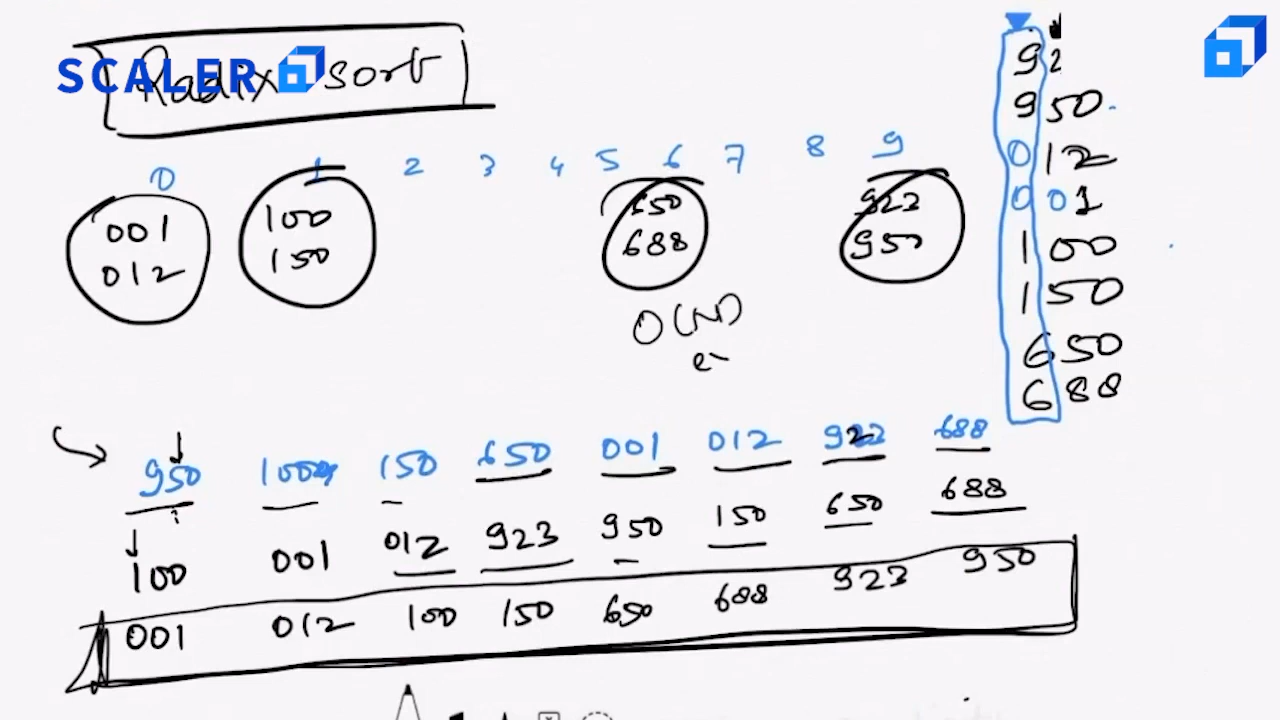 SCALER
Radix sort
0 1 2 3 4 5 6 7 8 9
001 100 650 922
012 150 688 950
O(N)
92
950
012
001
100
150
650
688
950 100 150 650 001 012 922 688
100 001 012 923 950 150 650 688
001 012 100 150 650 688 923 950